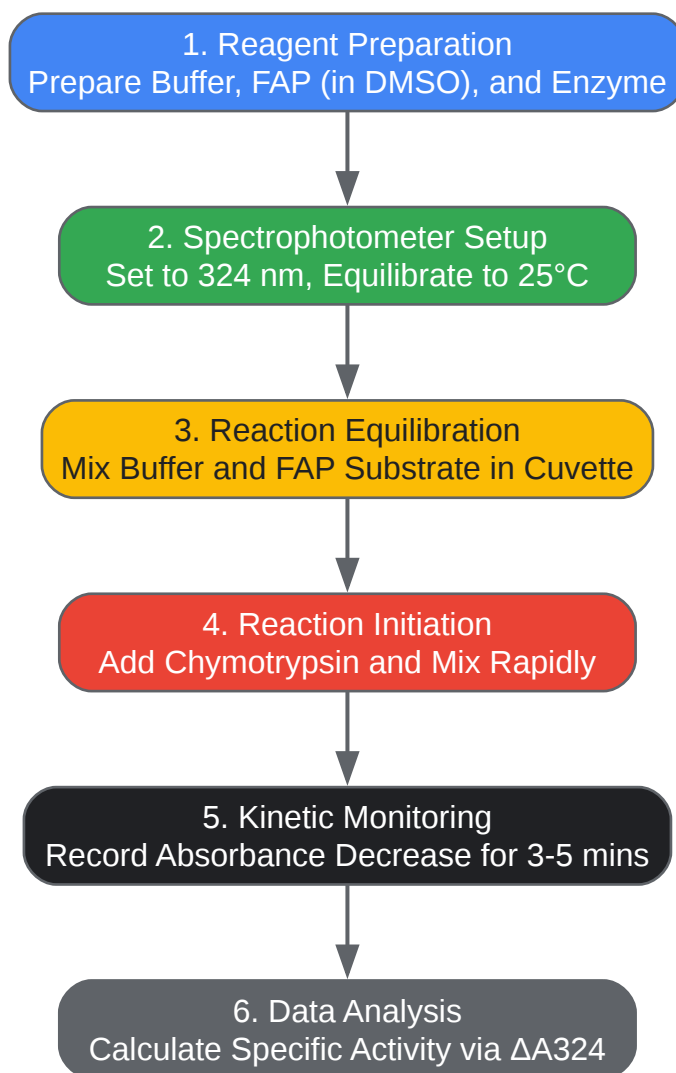 1. Reagent Preparation
Prepare Buffer, FAP (in DMSO), and Enzyme
2. Spectrophotometer Setup
Set to 324 nm, Equilibrate to 25°C
3. Reaction Equilibration
Mix Buffer and FAP Substrate in Cuvette
4. Reaction Initiation
Add Chymotrypsin and Mix Rapidly
5. Kinetic Monitoring
Record Absorbance Decrease for 3-5 mins
6. Data Analysis
Calculate Specific Activity via ΔA324